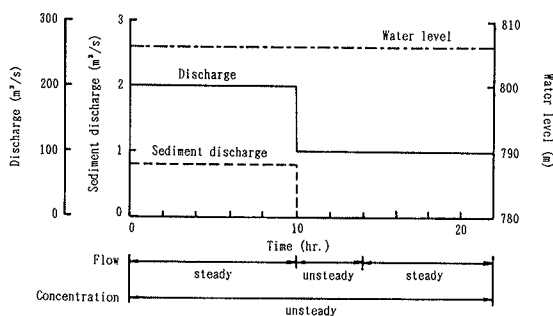 Discharge (m³/s)
300
200
100
0
Sediment discharge (m³/s)
3
2
1
0
Water level
Discharge
Sediment discharge
810
800
790
780
Water level (m)
0 10 20
Time (hr.)
Flow
steady unsteady steady
Concentration
unsteady